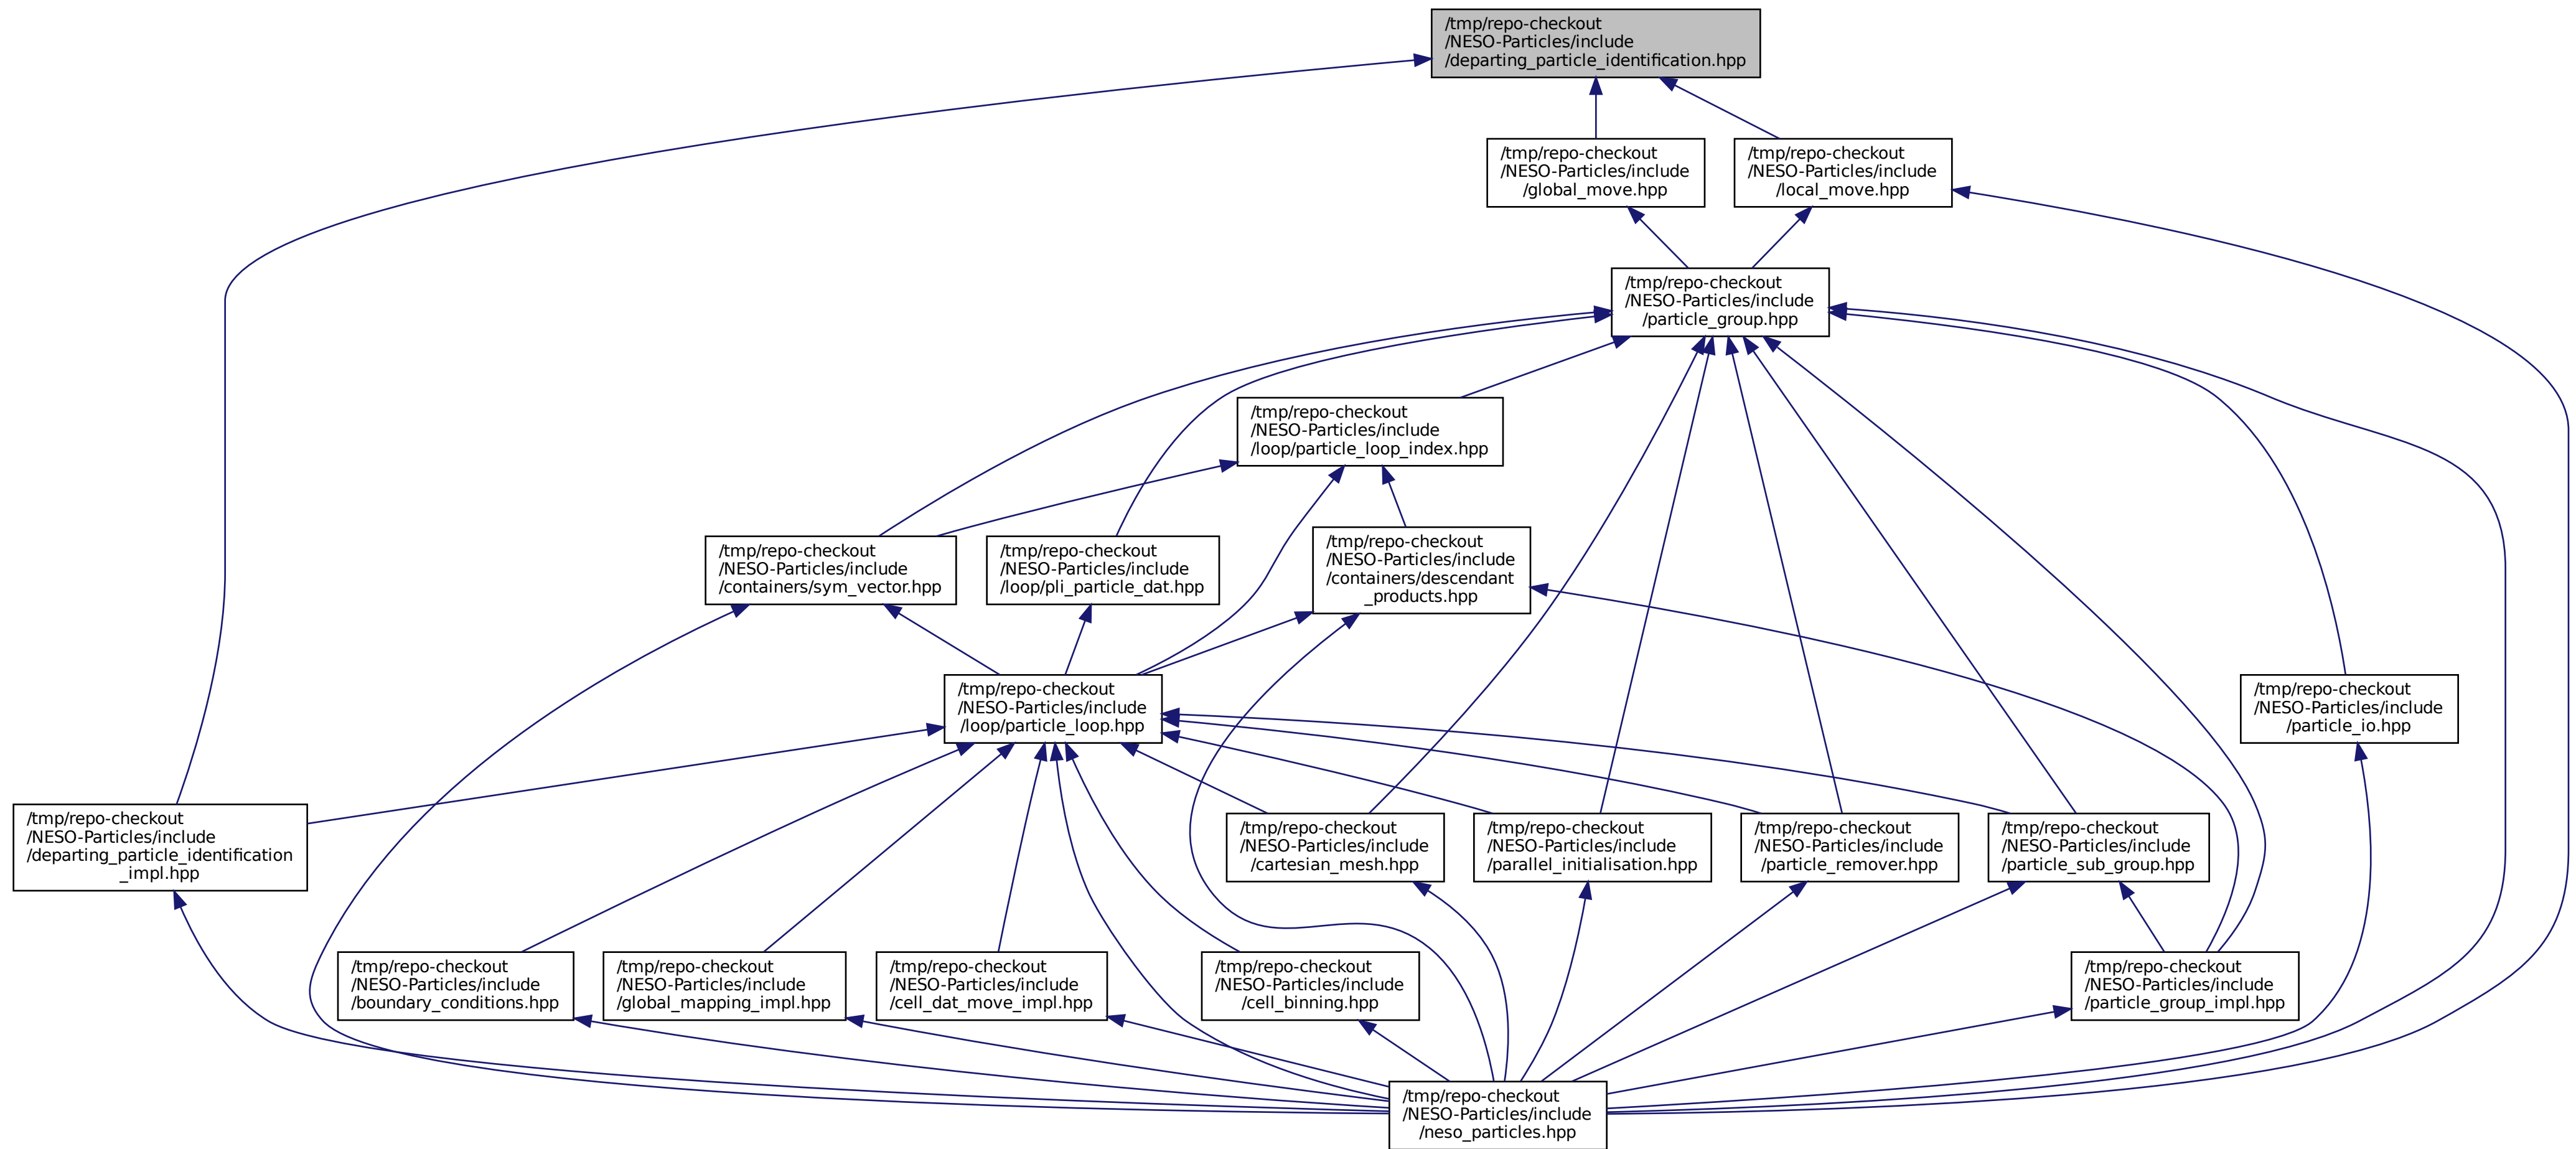 /tmp/repo-checkout
/NESO-Particles/include
/departing_particle_identification.hpp
/tmp/repo-checkout
/NESO-Particles/include
/global_move.hpp
/tmp/repo-checkout
/NESO-Particles/include
/local_move.hpp
/tmp/repo-checkout
/NESO-Particles/include
/particle_group.hpp
/tmp/repo-checkout
/NESO-Particles/include
/loop/particle_loop_index.hpp
/tmp/repo-checkout
/NESO-Particles/include
/containers/sym_vector.hpp
/tmp/repo-checkout
/NESO-Particles/include
/loop/pli_particle_dat.hpp
/tmp/repo-checkout
/NESO-Particles/include
/containers/descendant
_products.hpp
/tmp/repo-checkout
/NESO-Particles/include
/loop/particle_loop.hpp
/tmp/repo-checkout
/NESO-Particles/include
/particle_io.hpp
/tmp/repo-checkout
/NESO-Particles/include
/departing_particle_identification
_impl.hpp
/tmp/repo-checkout
/NESO-Particles/include
/cartesian_mesh.hpp
/tmp/repo-checkout
/NESO-Particles/include
/parallel_initialisation.hpp
/tmp/repo-checkout
/NESO-Particles/include
/particle_remover.hpp
/tmp/repo-checkout
/NESO-Particles/include
/particle_sub_group.hpp
/tmp/repo-checkout
/NESO-Particles/include
/boundary_conditions.hpp
/tmp/repo-checkout
/NESO-Particles/include
/global_mapping_impl.hpp
/tmp/repo-checkout
/NESO-Particles/include
/cell_dat_move_impl.hpp
/tmp/repo-checkout
/NESO-Particles/include
/cell_binning.hpp
/tmp/repo-checkout
/NESO-Particles/include
/particle_group_impl.hpp
/tmp/repo-checkout
/NESO-Particles/include
/neso_particles.hpp